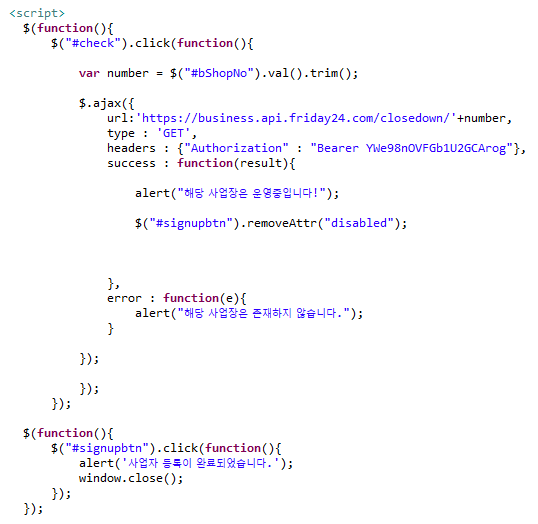 <script>
$(function(){
$("#check").click(function(){
var number = $("#bShopNo").val().trim();
$.ajax({
url:'https://business.api.friday24.com/closedown/'+number,
type : 'GET',
headers : {"Authorization" : "Bearer YWe98nOVFGb1U2GCArog"},
success : function(result){
alert("해당 사업장은 운영중입니다!");
$("#signupbtn").removeAttr("disabled");
},
error : function(e){
alert("해당 사업장은 존재하지 않습니다.");
}
});
});
});
$(function(){
$("#signupbtn").click(function(){
alert('사업자 등록이 완료되었습니다.');
window.close();
});
});